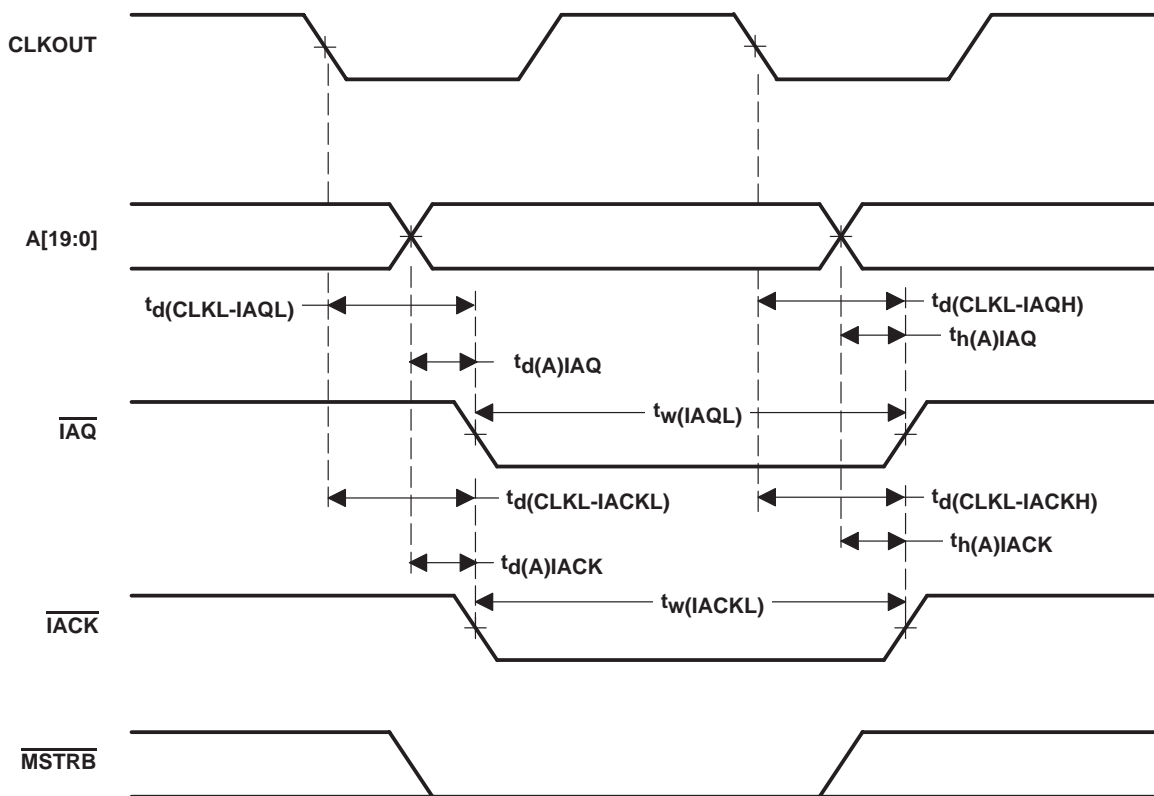 CLKOUT
A[19:0]
td(CLKL-IAQL)
td(CLKL-IAQH)
th(A)IAQ
td(A)IAQ
tw(IAQL)
IAQ
td(CLKL-IACKL)
td(CLKL-IACKH)
th(A)IACK
td(A)IACK
tw(IACKL)
IACK
MSTRB